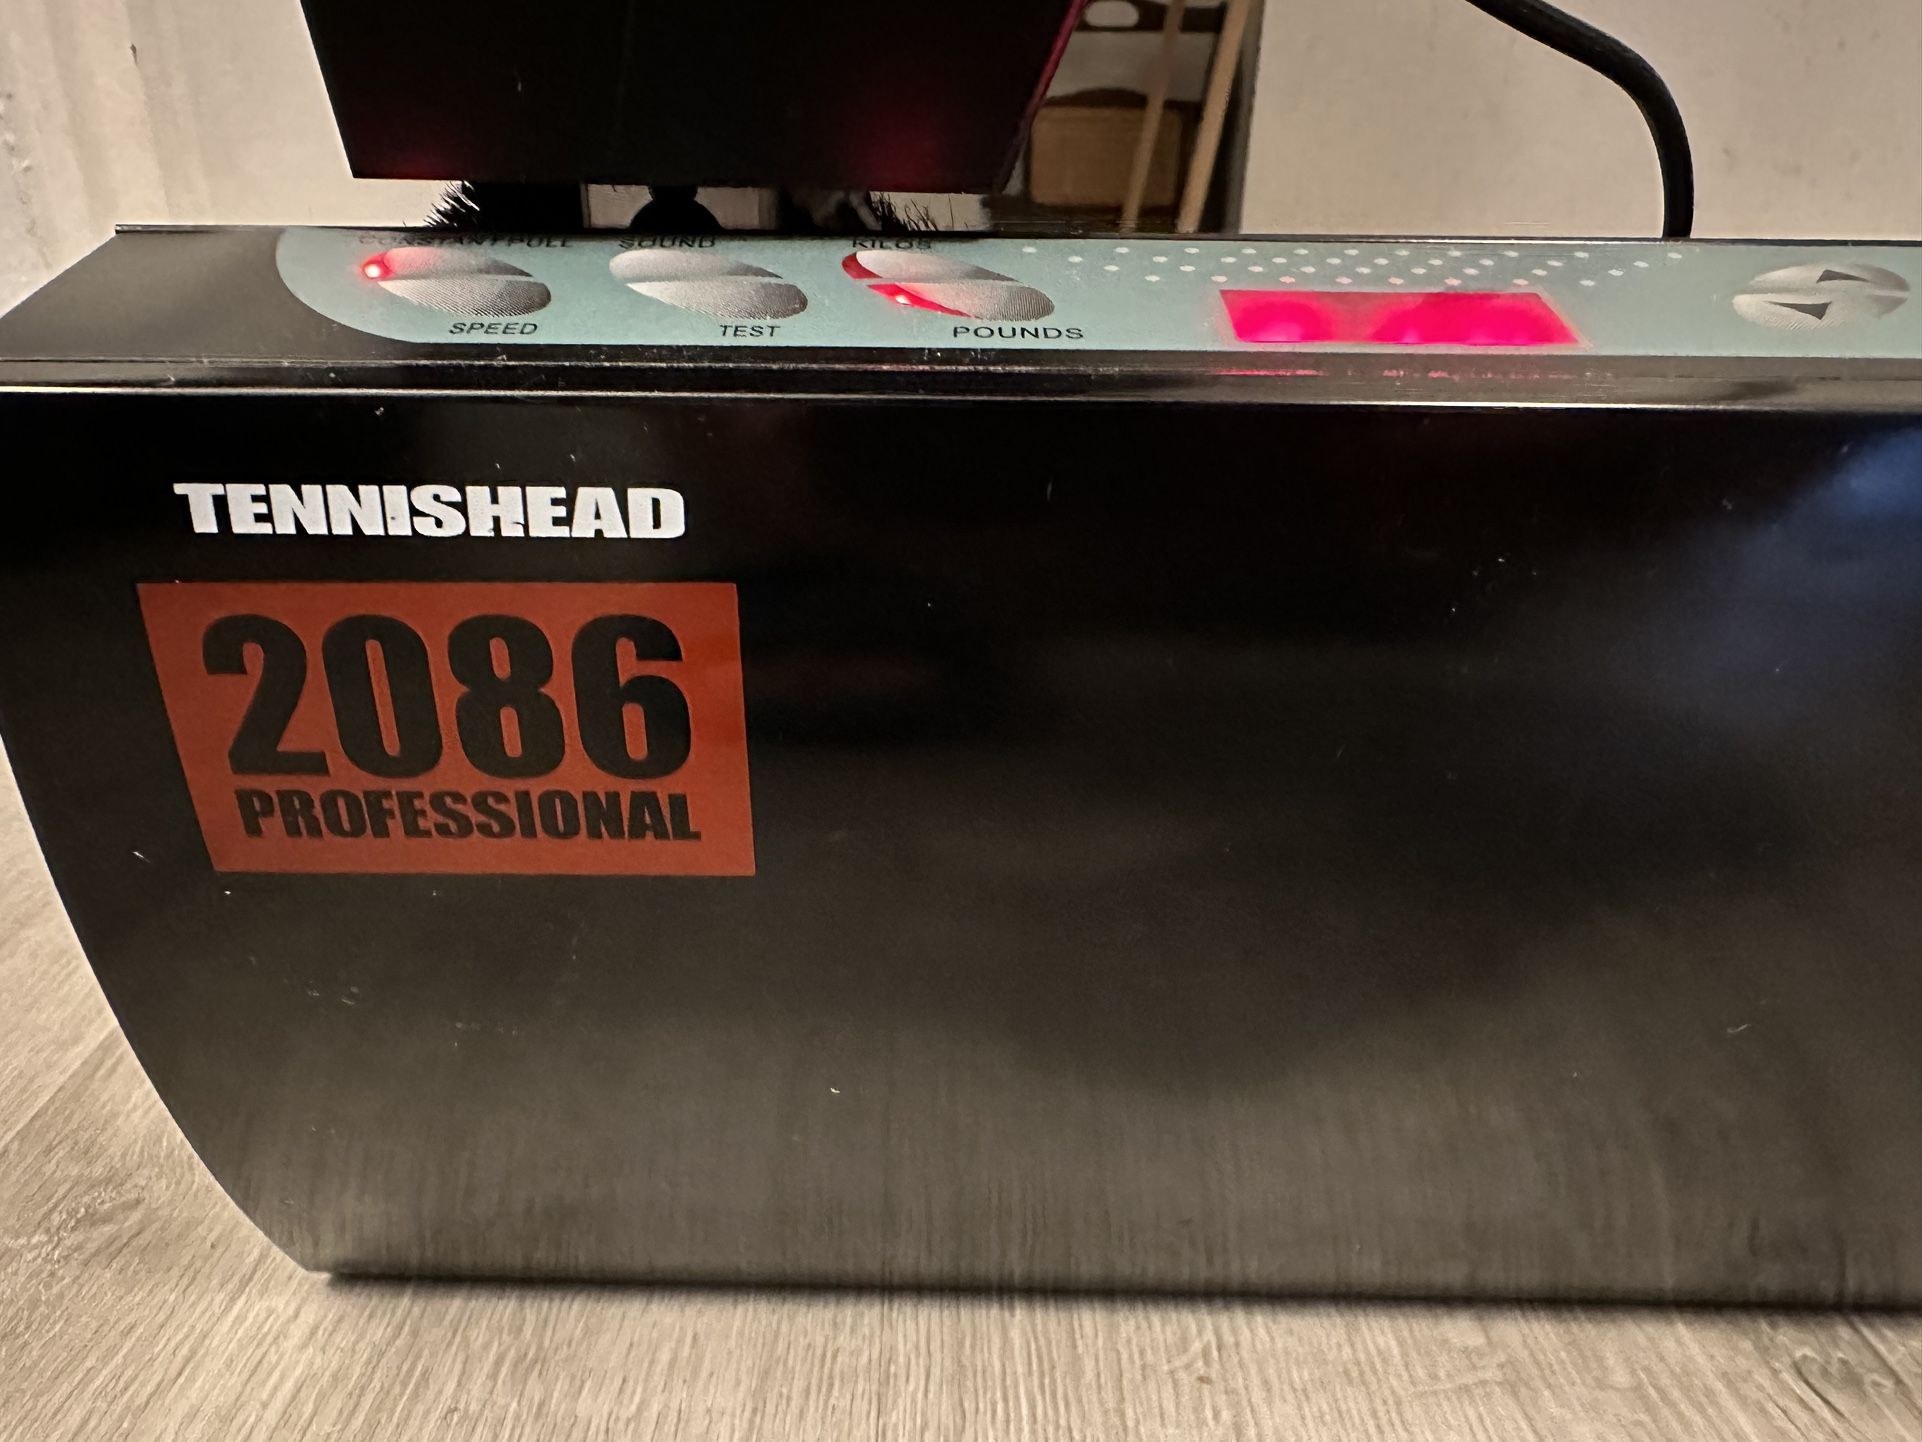 CONSTANT PULL SOUND KILOS
SPEED TEST POUNDS
TENNISHEAD
2086
PROFESSIONAL